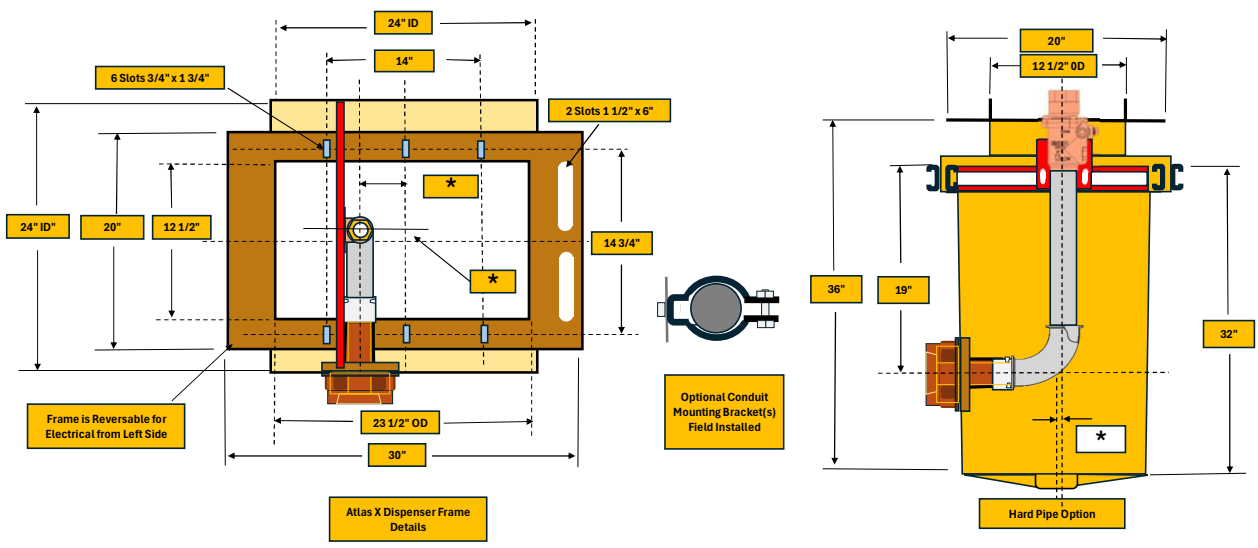 24" ID
14"
6 Slots 3/4" x 1 3/4"
2 Slots 1 1/2" x 6"
*
24" ID"
20"
12 1/2"
14 3/4"
*
Frame is Reversable for
Electrical from Left Side
23 1/2" OD
30"
Atlas X Dispenser Frame
Details
Optional Conduit
Mounting Bracket(s)
Field Installed
20"
12 1/2" 0D
36"
19"
32"
*
Hard Pipe Option